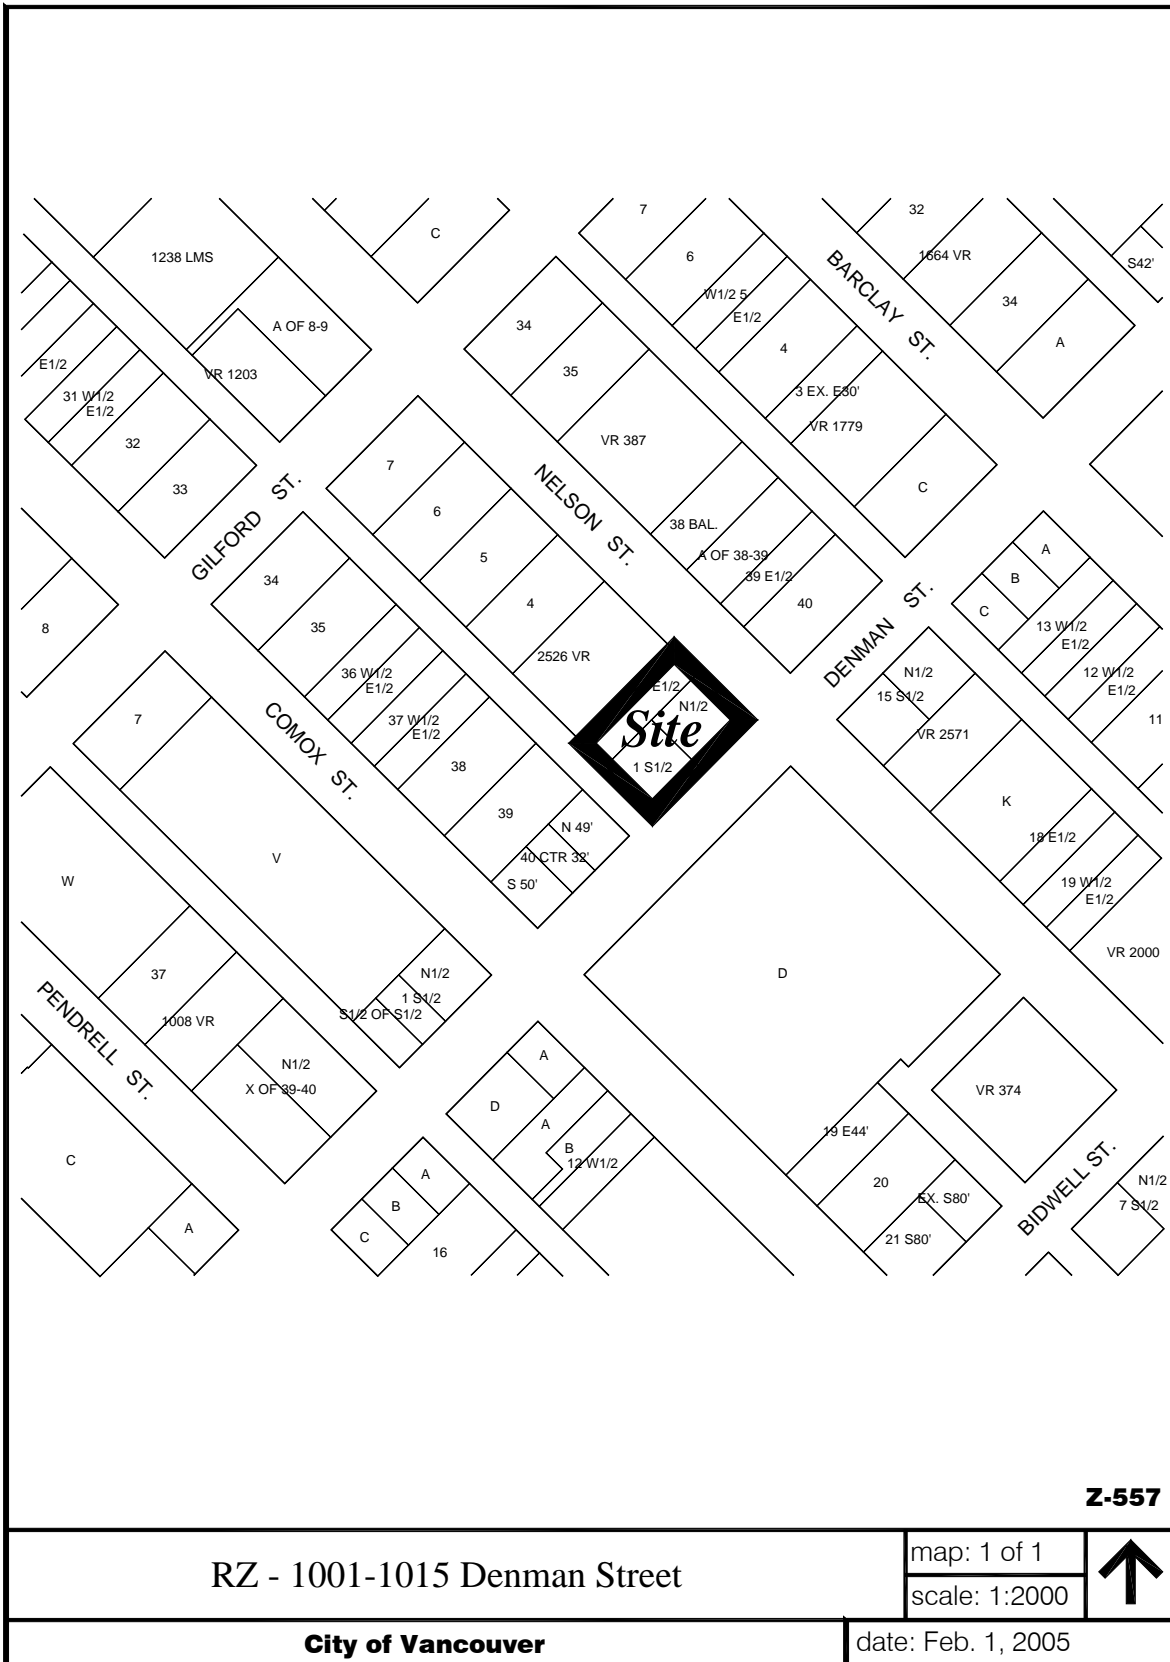 7
32
C
1238 LMS
6
1664 VR
S42'
BARCLAY ST.
W1/2 5
E1/2
34
A OF 8-9
34
A
4
E1/2
VR 1203
35
31 W1/2
E1/2
3 EX. E30'
VR 1779
32
VR 387
7
33
C
GILFORD ST.
NELSON ST.
6
38 BAL.
5
A OF 38-39
39 E1/2
A
B
C
34
4
40
DENMAN ST.
8
35
13 W1/2
E1/2
2526 VR
36 W1/2
E1/2
N1/2
15 S1/2
12 W1/2
E1/2
E1/2
N1/2
Site
1 S1/2
7
COMOX ST.
37 W1/2
E1/2
VR 2571
11
38
39
K
N 49'
40 CTR 32'
S 50'
18 E1/2
V
W
19 W1/2
E1/2
VR 2000
37
N1/2
1 S1/2
S1/2 OF S1/2
D
PENDRELL ST.
1008 VR
N1/2
X OF 39-40
A
D
A
B
12 W1/2
VR 374
19 E44'
C
A
B
C
20
EX. S80'
21 S80'
BIDWELL ST.
N1/2
7 S1/2
A
16
Z-557
RZ - 1001-1015 Denman Street
map: 1 of 1
scale: 1:2000
City of Vancouver
date: Feb. 1, 2005